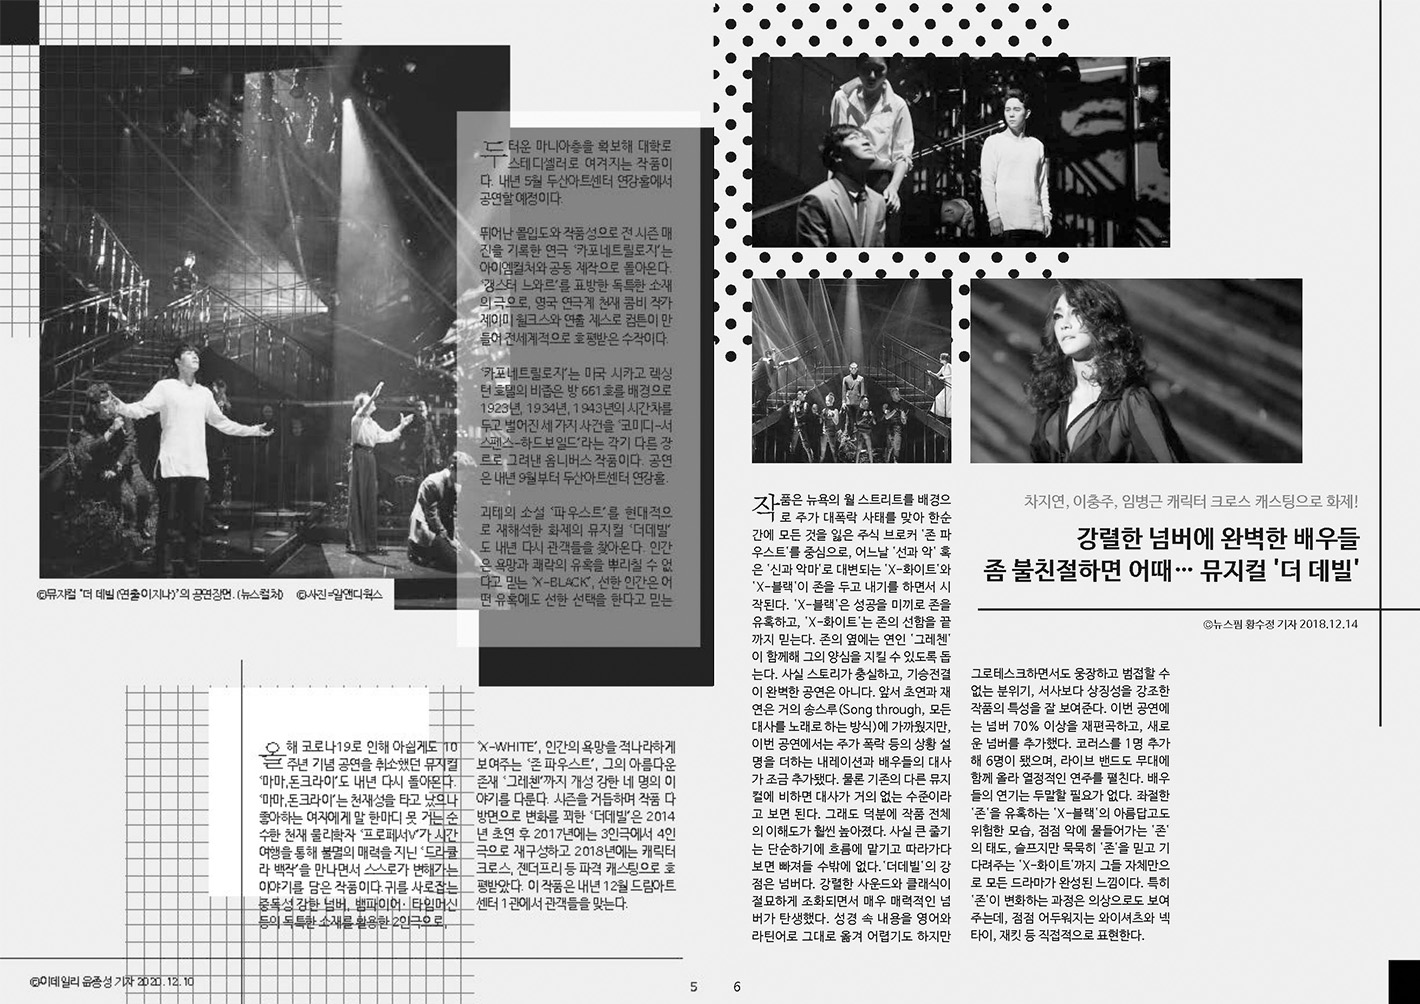 ©뮤지컬 '더 데빌 (연출이지나)'의 공연장면. (뉴스컬처) ©사진=알앤디웍스
올해 코로나19로 인해 아쉽게도 10
주년 기념 공연을 취소했던 뮤지컬
'마마,돈크라이'도 내년 다시 돌아온다.
'마마,돈크라이'는 천재성을 타고 났으나
좋아하는 여자에게 말 한마디 못 거는 순
수한 천재 물리학자 '프로페서V'가 시간
여행을 통해 불멸의 매력을 지닌 '드라큘
라 백작'을 만나면서 스스로가 변해가는
이야기를 담은 작품이다. 귀를 사로잡는
중독성 강한 넘버, 뱀파이어· 타임머신
등의 독특한 소재를 활용한 2인극으로,
두터운 마니아층을 확보해 대학로
스테디셀러로 여겨지는 작품이
다. 내년 5월 두산아트센터 연강홀에서
공연할 예정이다.
뛰어난 몰입도와 작품성으로 전 시즌 매
진을 기록한 연극 '카포네트릴로지'는
아이엠컬처와 공동 제작으로 돌아온다.
'갱스터 느와르'를 표방한 독특한 소재
의 극으로, 영국 연극계 천재 콤비 작가
제이미 윌크스와 연출 제스로 컴튼이 만
들어 전세계적으로 호평받은 수작이다.
'카포네트릴로지'는 미국 시카고 렉싱
턴 호텔의 비좁은 방 661호를 배경으로
1923년, 1934년, 1943년의 시간차를
두고 벌어진 세 가지 사건을 '코미디-서
스펜스-하드보일드'라는 각기 다른 장
르로 그려낸 옴니버스 작품이다. 공연
은 내년 9월부터 두산아트센터 연강홀.
괴테의 소설 '파우스트'를 현대적으
로 재해석한 화제의 뮤지컬 '더데빌'
도 내년 다시 관객들을 찾아온다. 인간
은 욕망과 쾌락의 유혹을 뿌리칠 수 없
다고 믿는 'X-BLACK', 선한 인간은 어
떤 유혹에도 선한 선택을 한다고 믿는
'X-WHITE', 인간의 욕망을 적나라하게
보여주는 '존 파우스트', 그의 아름다운
존재 '그레첸'까지 개성 강한 네 명의 이
야기를 다룬다. 시즌을 거듭하며 작품 다
방면으로 변화를 꾀한 '더데빌'은 2014
년 초연 후 2017년에는 3인극에서 4인
극으로 재구성하고 2018년에는 캐릭터
크로스, 젠더프리 등 파격 캐스팅으로 호
평받았다. 이 작품은 내년 12월 드림아트
센터 1관에서 관객들을 맞는다.
©이데일리 윤종성 기자 2020.12.10
5
6
차지연, 이충주, 임병근 캐릭터 크로스 캐스팅으로 화제!
강렬한 넘버에 완벽한 배우들
좀 불친절하면 어때… 뮤지컬 '더 데빌'
©뉴스핌 황수정 기자 2018.12.14
작품은 뉴욕의 월 스트리트를 배경으
로 주가 대폭락 사태를 맞아 한순
간에 모든 것을 잃은 주식 브로커 '존 파
우스트'를 중심으로, 어느날 '선과 악' 혹
은 '신과 악마'로 대변되는 'X-화이트'와
'X-블랙'이 존을 두고 내기를 하면서 시
작된다. 'X-블랙'은 성공을 미끼로 존을
유혹하고, 'X-화이트'는 존의 선함을 끝
까지 믿는다. 존의 옆에는 연인 '그레첸'
이 함께해 그의 양심을 지킬 수 있도록 돕
는다. 사실 스토리가 충실하고, 기승전결
이 완벽한 공연은 아니다. 앞서 초연과 재
연은 거의 송스루(Song through, 모든
대사를 노래로 하는 방식)에 가까웠지만,
이번 공연에서는 주가 폭락 등의 상황 설
명을 더하는 내레이션과 배우들의 대사
가 조금 추가됐다. 물론 기존의 다른 뮤지
컬에 비하면 대사가 거의 없는 수준이라
고 보면 된다. 그래도 덕분에 작품 전체
의 이해도가 훨씬 높아졌다. 사실 큰 줄기
는 단순하기에 흐름에 맡기고 따라가다
보면 빠져들 수밖에 없다. '더데빌'의 강
점은 넘버다. 강렬한 사운드와 클래식이
절묘하게 조화되면서 매우 매력적인 넘
버가 탄생했다. 성경 속 내용을 영어와
라틴어로 그대로 옮겨 어렵기도 하지만
그로테스크하면서도 웅장하고 범접할 수
없는 분위기, 서사보다 상징성을 강조한
작품의 특성을 잘 보여준다. 이번 공연에
는 넘버 70% 이상을 재편곡하고, 새로
운 넘버를 추가했다. 코러스를 1명 추가
해 6명이 됐으며, 라이브 밴드도 무대에
함께 올라 열정적인 연주를 펼친다. 배우
들의 연기는 두말할 필요가 없다. 좌절한
'존'을 유혹하는 'X-블랙'의 아름답고도
위험한 모습, 점점 악에 물들어가는 '존'
의 태도, 슬프지만 묵묵히 '존'을 믿고 기
다려주는 'X-화이트'까지 그들 자체만으
로 모든 드라마가 완성된 느낌이다. 특히
'존'이 변화하는 과정은 의상으로도 보여
주는데, 점점 어두워지는 와이셔츠와 넥
타이, 재킷 등 직접적으로 표현한다.